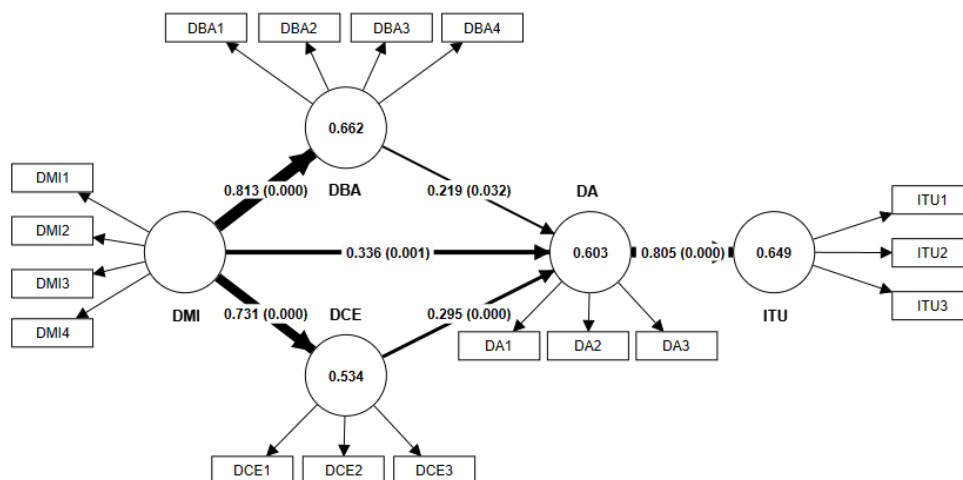 DBA1 DBA2 DBA3 DBA4
0.662
DMI1
DBA
DA
0.813 (0.000)
0.219 (0.032)
ITU1
DMI2
0.336 (0.001)
0.603
0.805 (0.000)
0.649
ITU2
DMI3
ITU3
DMI
DCE
0.731 (0.000)
0.295 (0.000)
ITU
DMI4
DA1 DA2 DA3
0.534
DCE1 DCE2 DCE3